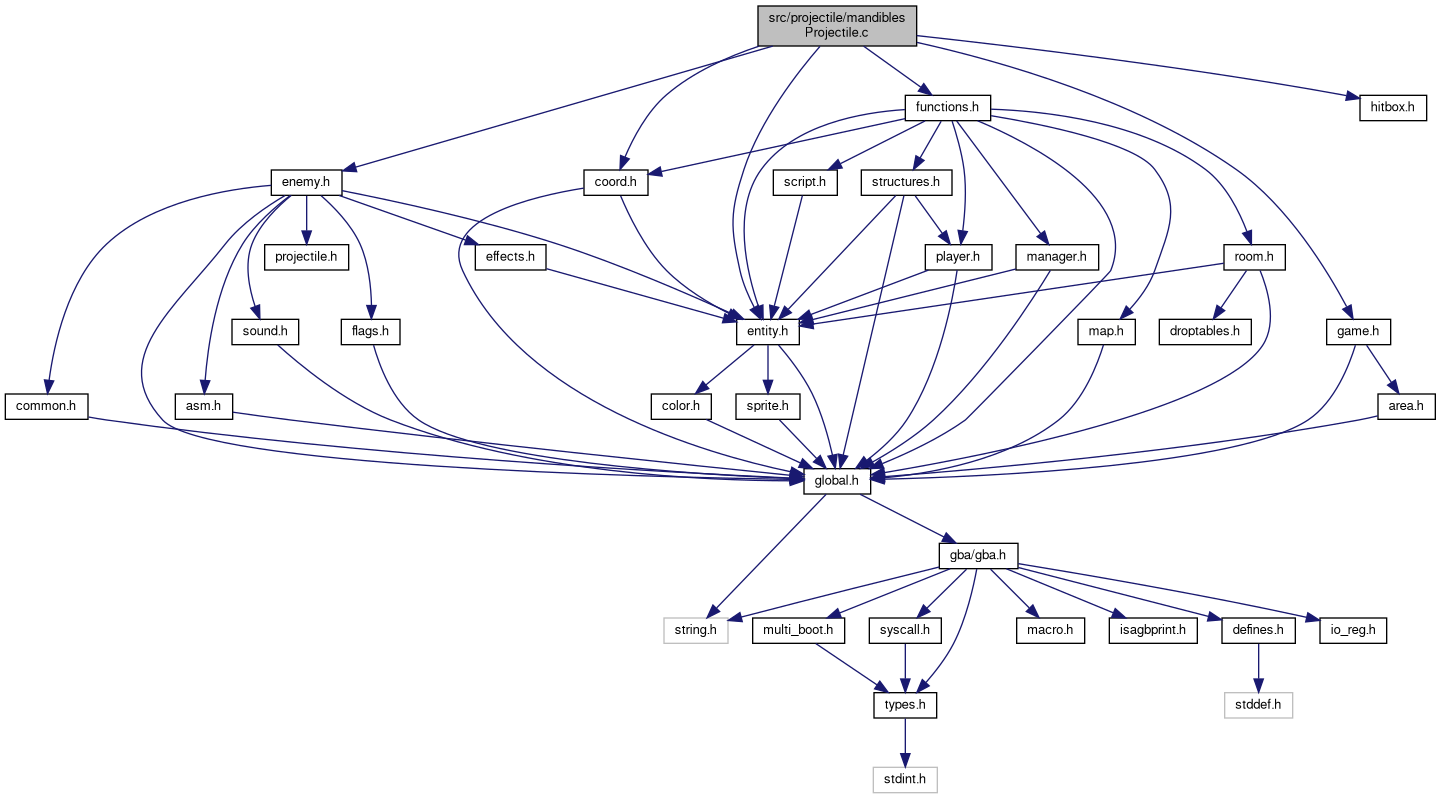 src/projectile/mandibles
Projectile.c
functions.h
hitbox.h
enemy.h
coord.h
script.h
structures.h
projectile.h
effects.h
player.h
manager.h
room.h
sound.h
flags.h
entity.h
map.h
droptables.h
game.h
common.h
asm.h
color.h
sprite.h
area.h
global.h
gba/gba.h
string.h
multi_boot.h
syscall.h
macro.h
isagbprint.h
defines.h
io_reg.h
types.h
stddef.h
stdint.h